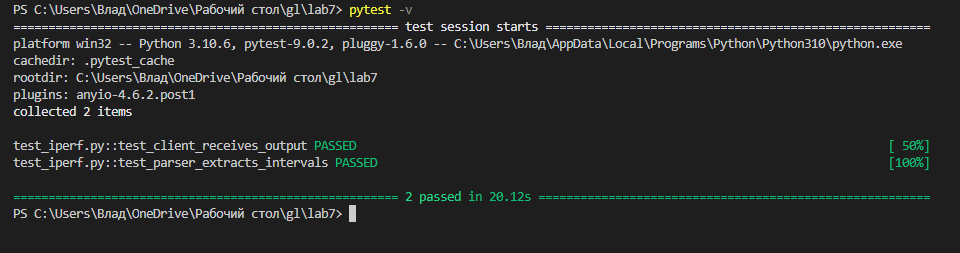 PS C:\Users\Влад\OneDrive\Рабочий стол\gl\lab7> pytest -v
======================================================= test session starts =======================================================
platform win32 -- Python 3.10.6, pytest-9.0.2, pluggy-1.6.0 -- C:\Users\Влад\AppData\Local\Programs\Python\Python310\python.exe
cachedir: .pytest_cache
rootdir: C:\Users\Влад\OneDrive\Рабочий стол\gl\lab7
plugins: anyio-4.6.2.post1
collected 2 items
test_iperf.py::test_client_receives_output PASSED [ 50%]
test_iperf.py::test_parser_extracts_intervals PASSED [100%]
======================================================= 2 passed in 20.12s ========================================================
PS C:\Users\Влад\OneDrive\Рабочий стол\gl\lab7>